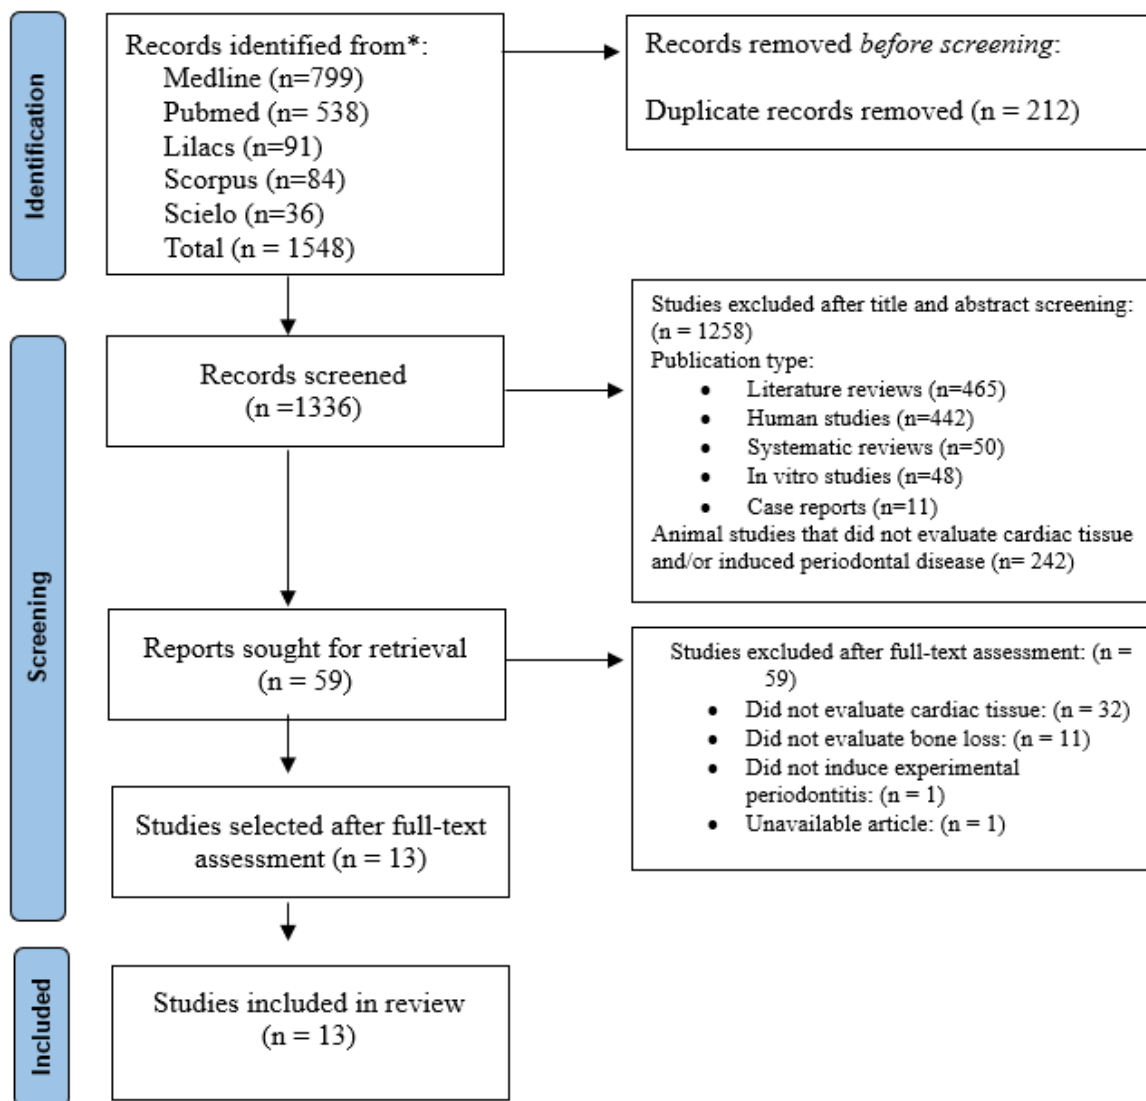 Identification
Records identified from*:
Medline (n=799)
Pubmed (n= 538)
Lilacs (n=91)
Scorpus (n=84)
Scielo (n=36)
Total (n = 1548)
Records removed before screening:
Duplicate records removed (n = 212)
Screening
Records screened
(n =1336)
Studies excluded after title and abstract screening:
(n = 1258)
Publication type:
• Literature reviews (n=465)
• Human studies (n=442)
• Systematic reviews (n=50)
• In vitro studies (n=48)
• Case reports (n=11)
Animal studies that did not evaluate cardiac tissue
and/or induced periodontal disease (n= 242)
Reports sought for retrieval
(n = 59)
Studies excluded after full-text assessment: (n =
59)
• Did not evaluate cardiac tissue: (n = 32)
• Did not evaluate bone loss: (n = 11)
• Did not induce experimental
periodontitis: (n = 1)
• Unavailable article: (n = 1)
Studies selected after full-text
assessment (n = 13)
Included
Studies included in review
(n = 13)